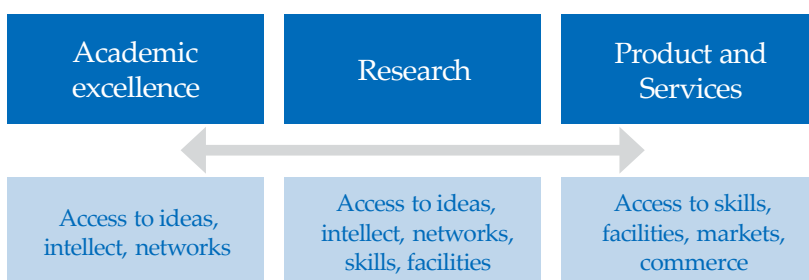 Academic
excellence
Research
Product and
Services
Access to ideas,
intellect, networks
Access to ideas,
intellect, networks,
skills, facilities
Access to skills,
facilities, markets,
commerce